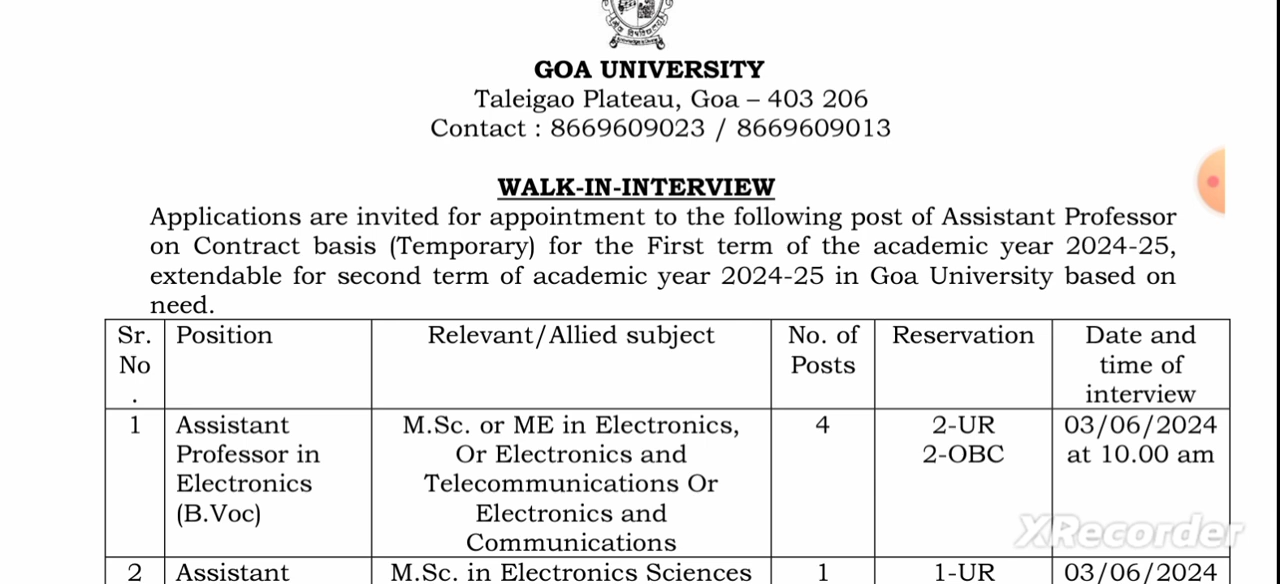 GOA UNIVERSITY
Taleigao Plateau, Goa – 403 206
Contact : 8669609023 / 8669609013
WALK-IN-INTERVIEW
Applications are invited for appointment to the following post of Assistant Professor
on Contract basis (Temporary) for the First term of the academic year 2024-25,
extendable for second term of academic year 2024-25 in Goa University based on
need.
Sr. No .
Position
Relevant/Allied subject
No. of Posts
Reservation
Date and time of interview
1
Assistant
Professor in
Electronics
(B.Voc)
M.Sc. or ME in Electronics,
Or Electronics and
Telecommunications Or
Electronics and
Communications
4
2-UR
2-OBC
03/06/2024
at 10.00 am
2
Assistant
M.Sc. in Electronics Sciences
1
1-UR
03/06/2024
XRecorder